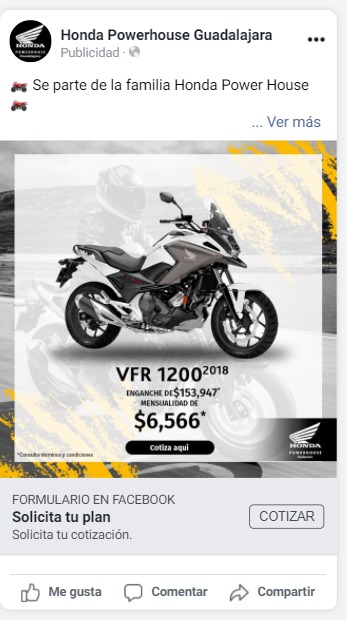 Honda Powerhouse Guadalajara
Publicidad ·
Se parte de la familia Honda Power House
... Ver más
VFR 1200 2018
ENGANCHE DE $153,947*
MENSUALIDAD DE
$6,566*
Cotiza aquí
*Consulta términos y condiciones
HONDA
POWERHOUSE
FORMULARIO EN FACEBOOK
Solicita tu plan
Solicita tu cotización.
COTIZAR
Me gusta
Comentar
Compartir